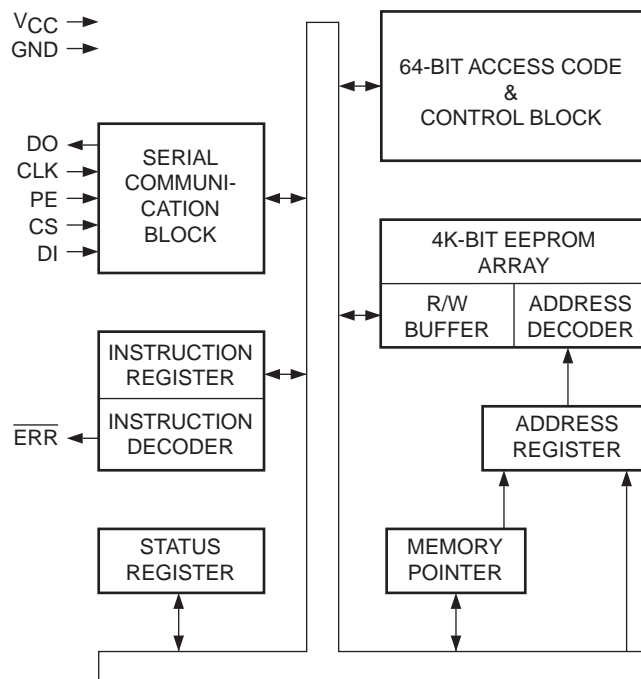 VCC
GND
DO
CLK
PE
CS
DI
SERIAL
COMMUNI-
CATION
BLOCK
INSTRUCTION
REGISTER
INSTRUCTION
DECODER
ERR
STATUS
REGISTER
64-BIT ACCESS CODE
&
CONTROL BLOCK
4K-BIT EEPROM
ARRAY
R/W
BUFFER
ADDRESS
DECODER
ADDRESS
REGISTER
MEMORY
POINTER